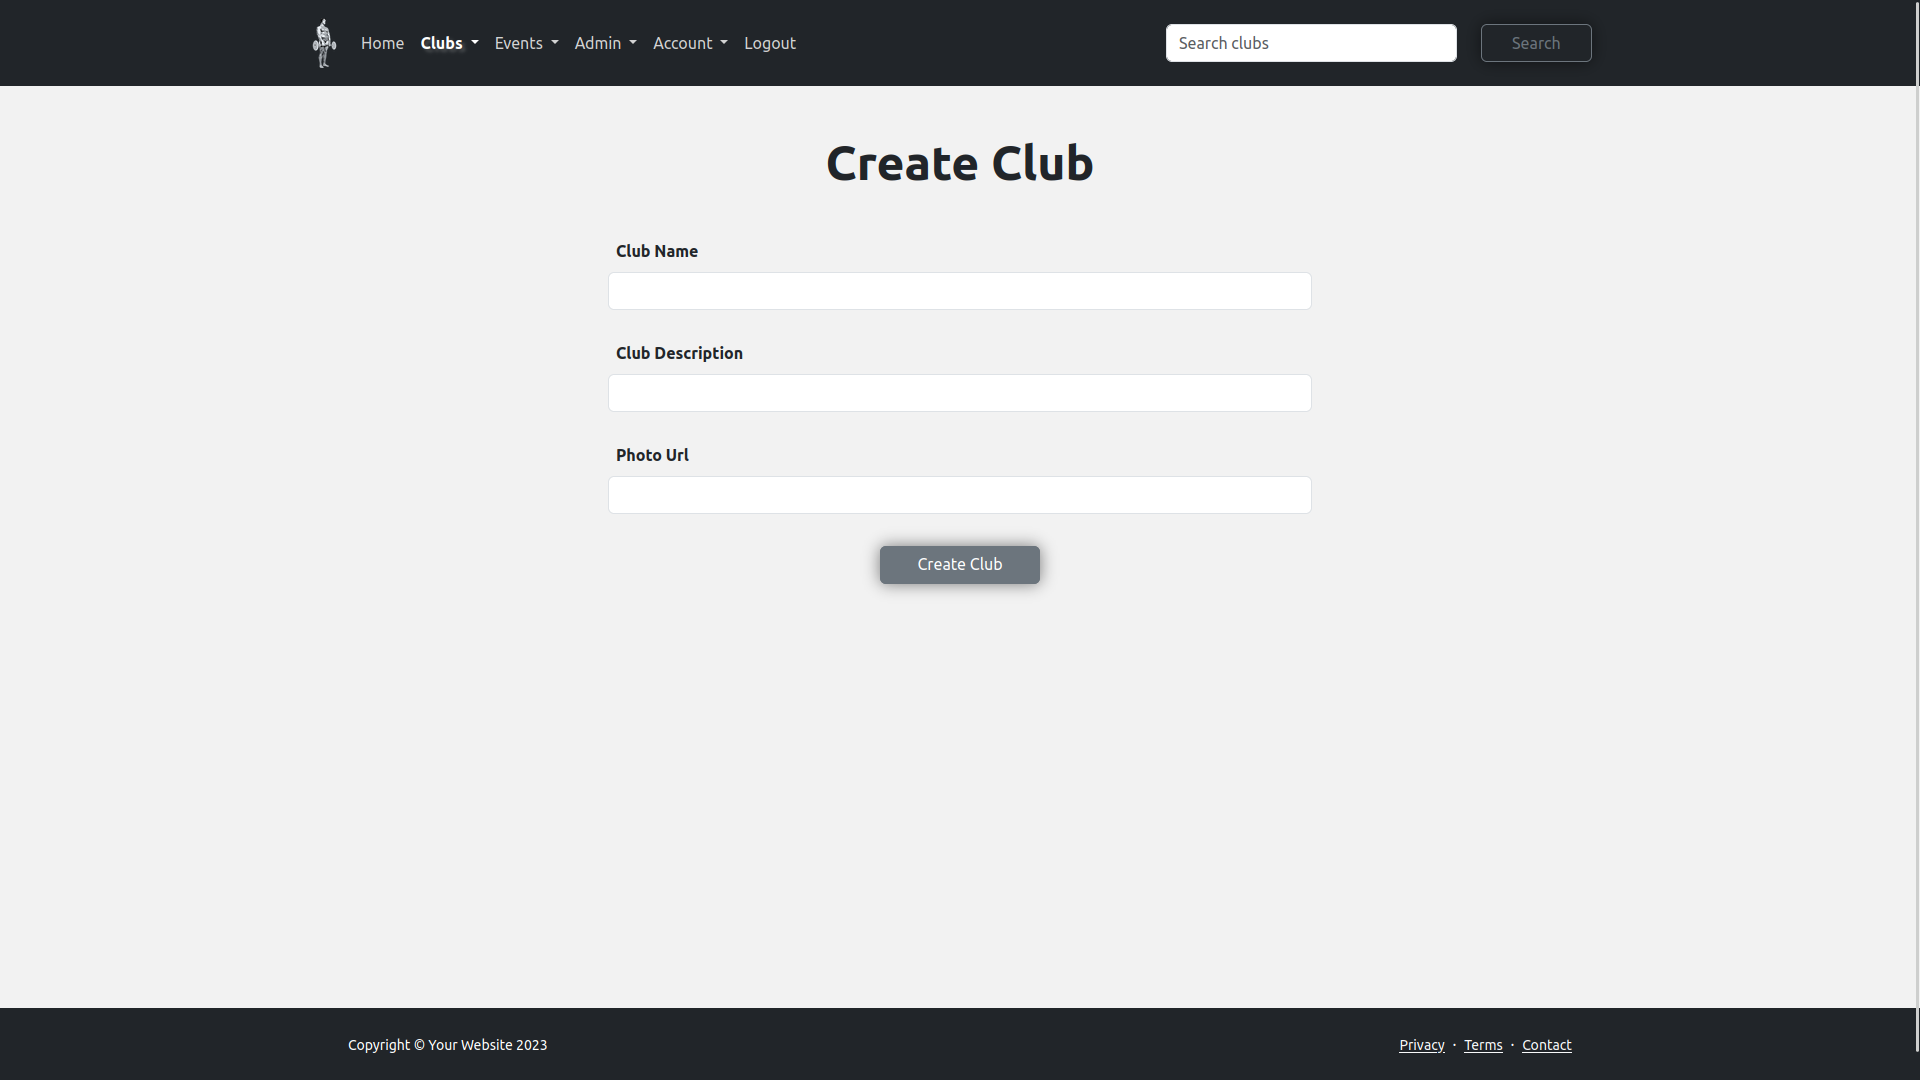 Home Clubs Events Admin Account Logout Search clubs Search
Create Club
Club Name
Club Description
Photo Url
Create Club
Copyright © Your Website 2023 Privacy · Terms · Contact